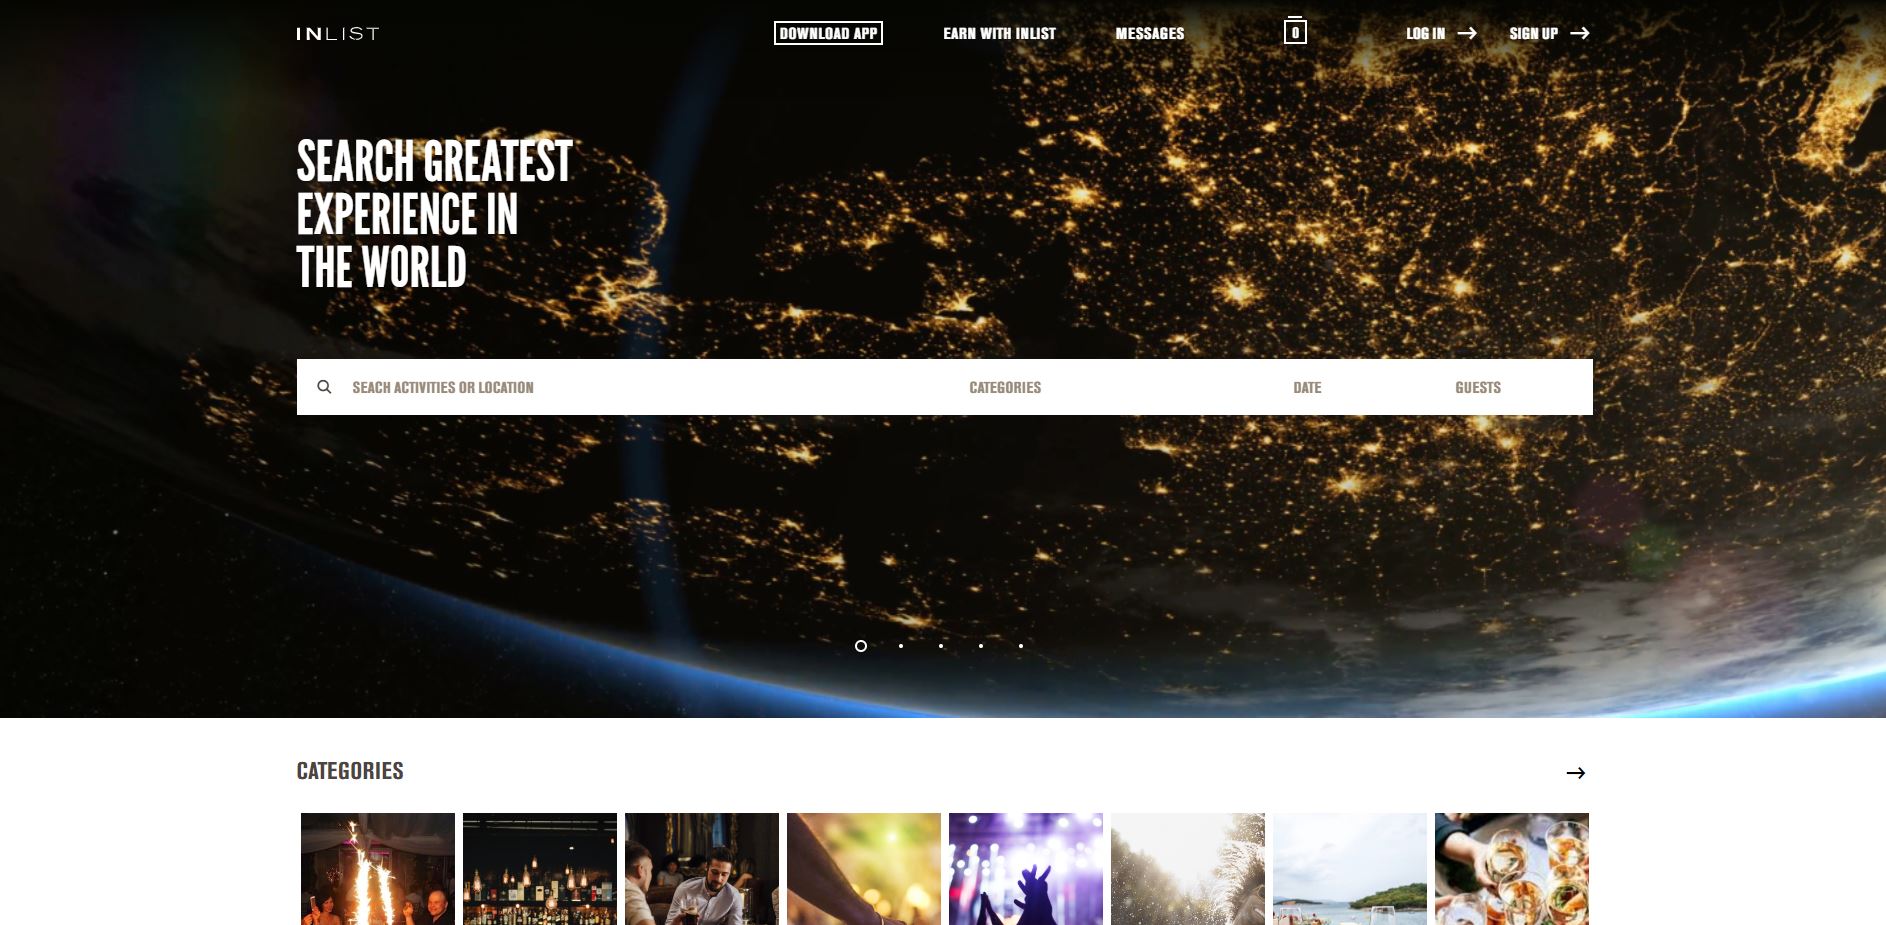 INLIST
DOWNLOAD APP
EARN WITH INLIST
MESSAGES
0
LOG IN
SIGN UP
SEARCH GREATEST
EXPERIENCE IN
THE WORLD
SEACH ACTIVITIES OR LOCATION
CATEGORIES
DATE
GUESTS
CATEGORIES